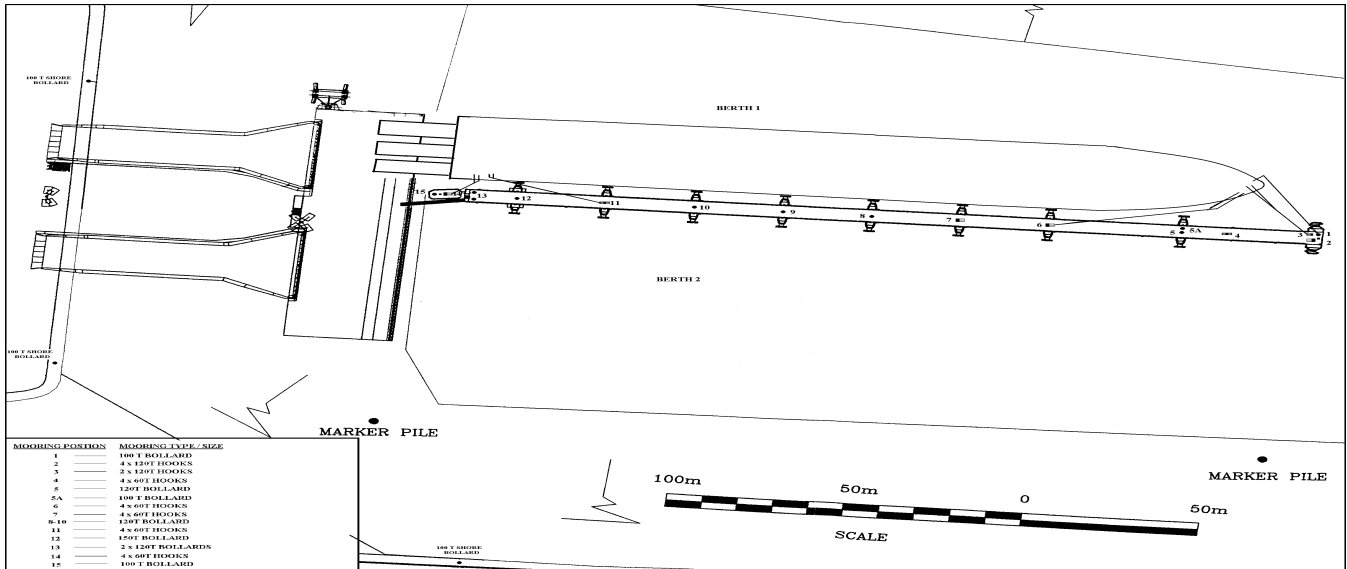 100 T SHORE
BOLLARD
BERTH 1
15
14
13
12
11
10
9
8
7
6
5A
5
4
3
1
2
BERTH 2
100 T SHORE
BOLLARD
MARKER PILE
MARKER PILE
MOORING POSTION MOORING TYPE / SIZE
1 100 T BOLLARD
2 4 x 120T HOOKS
3 2 x 120T HOOKS
4 4 x 60T HOOKS
5 120T BOLLARD
5A 100 T BOLLARD
6 4 x 60T HOOKS
7 4 x 60T HOOKS
8-10 120T BOLLARD
11 4 x 60T HOOKS
12 150T BOLLARD
13 2 x 120T BOLLARDS
14 4 x 60T HOOKS
15 100 T BOLLARD
100m
50m
0
50m
SCALE
100 T SHORE
BOLLARD